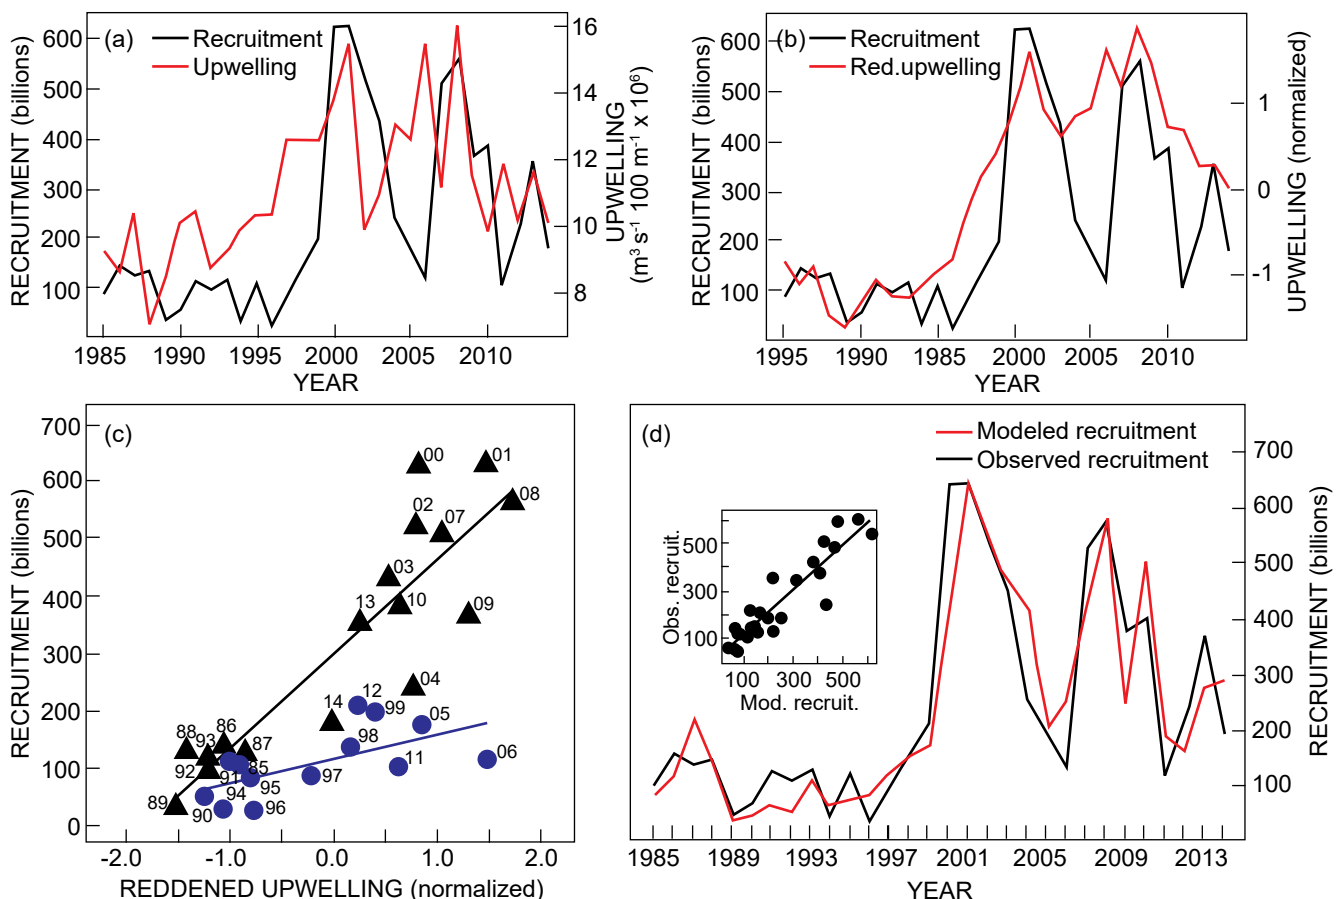 (a)
Recruitment
Upwelling
RECRUITMENT (billions)
600
500
400
300
200
100
16
14
12
10
8
UPWELLING
(m³ s⁻¹ 100 m⁻¹ x 10⁶)
1985 1990 1995 2000 2005 2010
YEAR
(b)
Recruitment
Red.upwelling
RECRUITMENT (billions)
600
500
400
300
200
100
1
0
-1
UPWELLING (normalized)
1995 1990 1985 2000 2005 2010
YEAR
(c)
RECRUITMENT (billions)
700
600
500
400
300
200
100
0
00 01
08
02
07
03
10
13
09
04
14 12
99
05
98
11
06
97
86
88
93
87
92
91
85
95
94
89
90
96
-2.0 -1.0 0.0 1.0 2.0
REDDENED UPWELLING (normalized)
(d)
Modeled recruitment
Observed recruitment
Obs. recruit.
500
300
100
100 300 500
Mod. recruit.
700
600
500
400
300
200
100
RECRUITMENT (billions)
1985 1989 1993 1997 2001 2005 2009 2013
YEAR